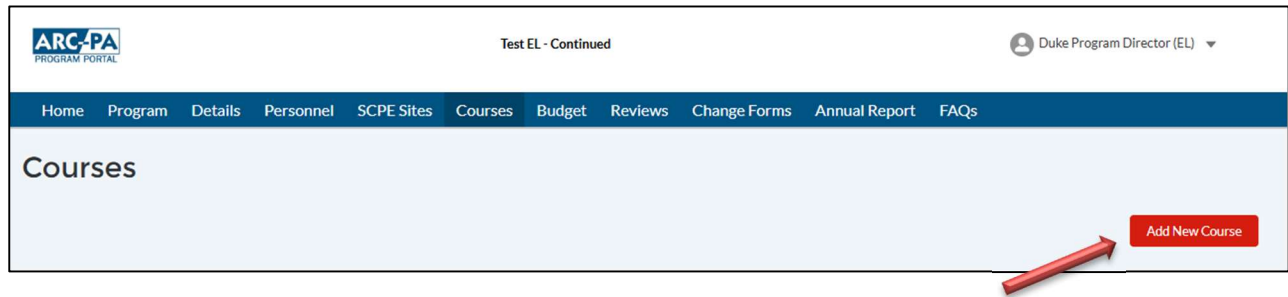 ARC-PA
PROGRAM PORTAL
Test EL - Continued
Duke Program Director (EL)
Home Program Details Personnel SCPE Sites Courses Budget Reviews Change Forms Annual Report FAQs
Courses
Add New Course